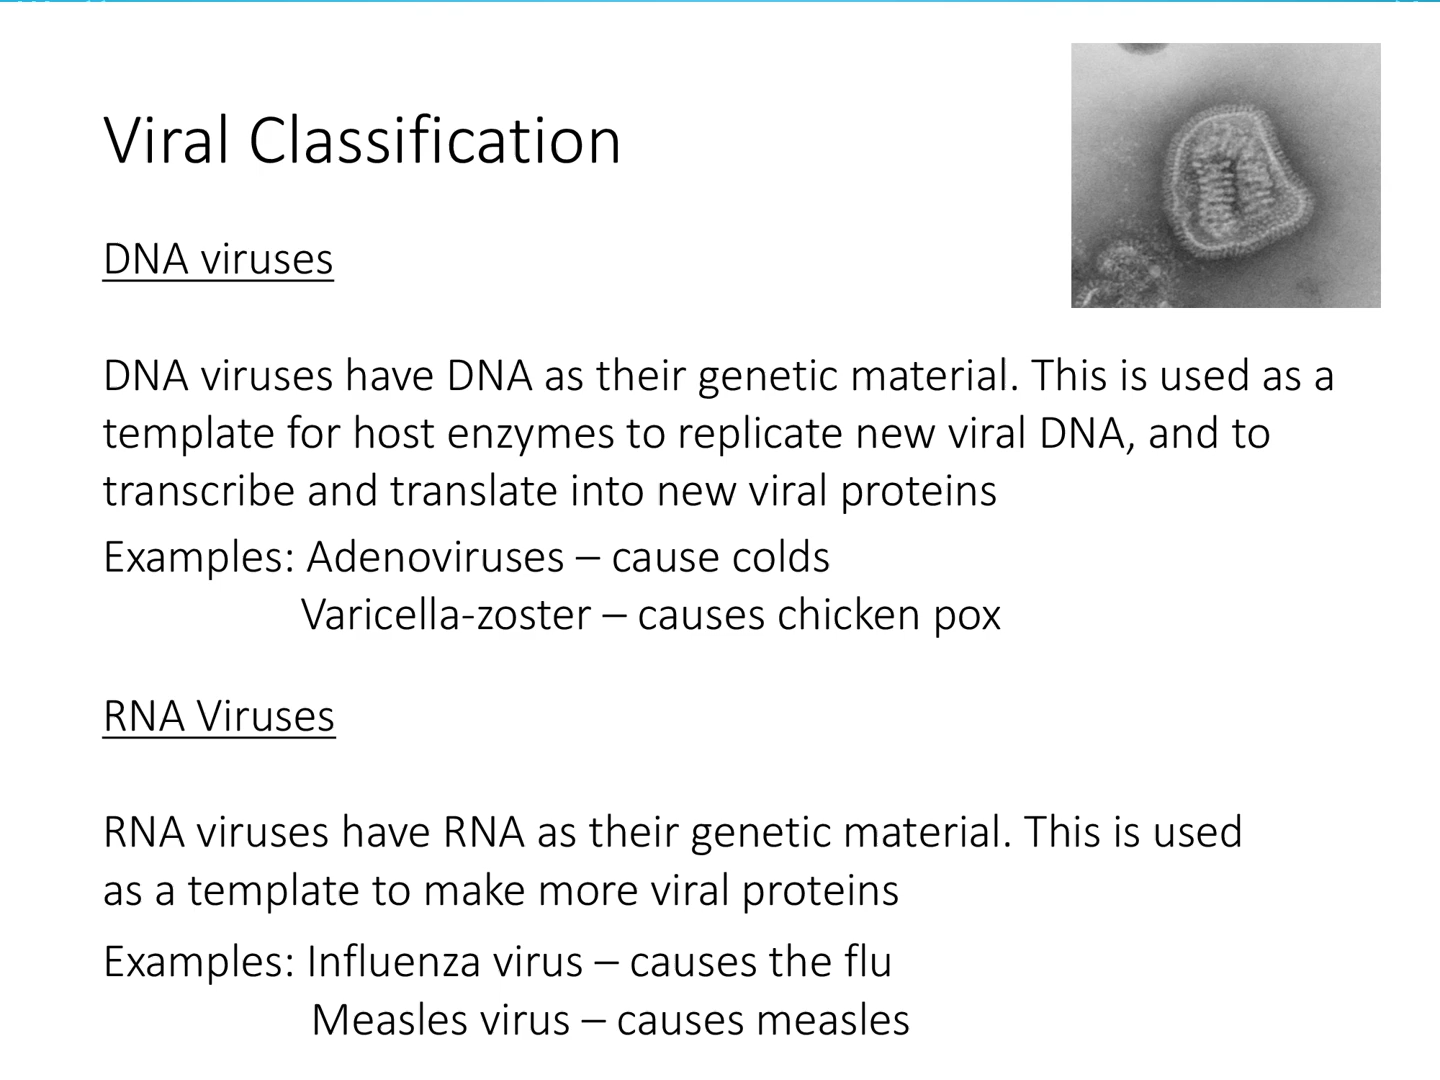 Viral Classification
DNA viruses
DNA viruses have DNA as their genetic material. This is used as a
template for host enzymes to replicate new viral DNA, and to
transcribe and translate into new viral proteins
Examples: Adenoviruses – cause colds
Varicella-zoster – causes chicken pox
RNA Viruses
RNA viruses have RNA as their genetic material. This is used
as a template to make more viral proteins
Examples: Influenza virus – causes the flu
Measles virus – causes measles